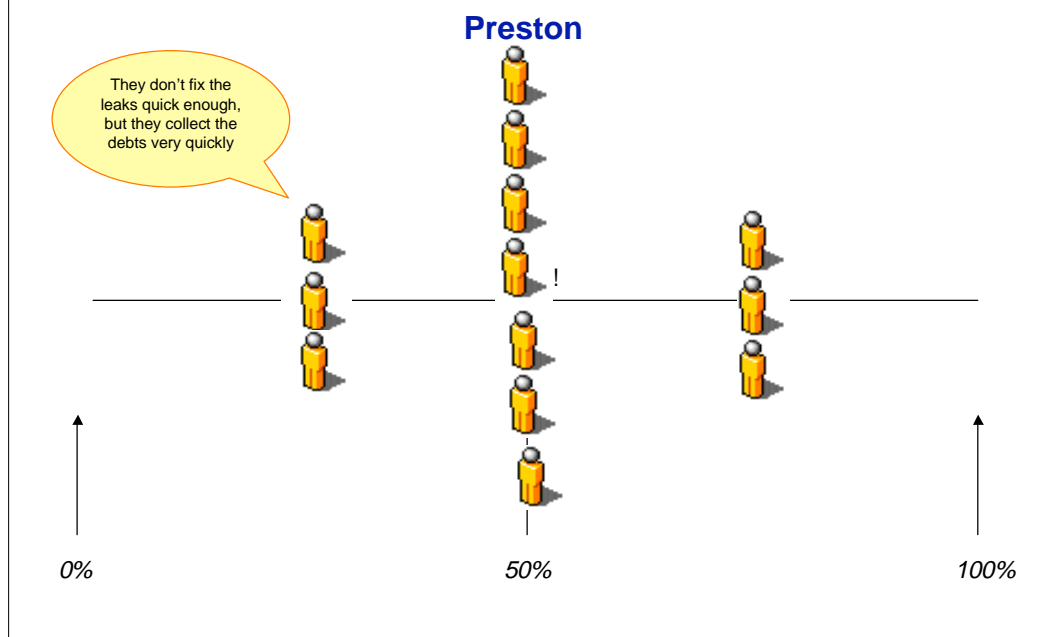 Preston
They don’t fix the
leaks quick enough,
but they collect the
debts very quickly
!
0%
50%
100%